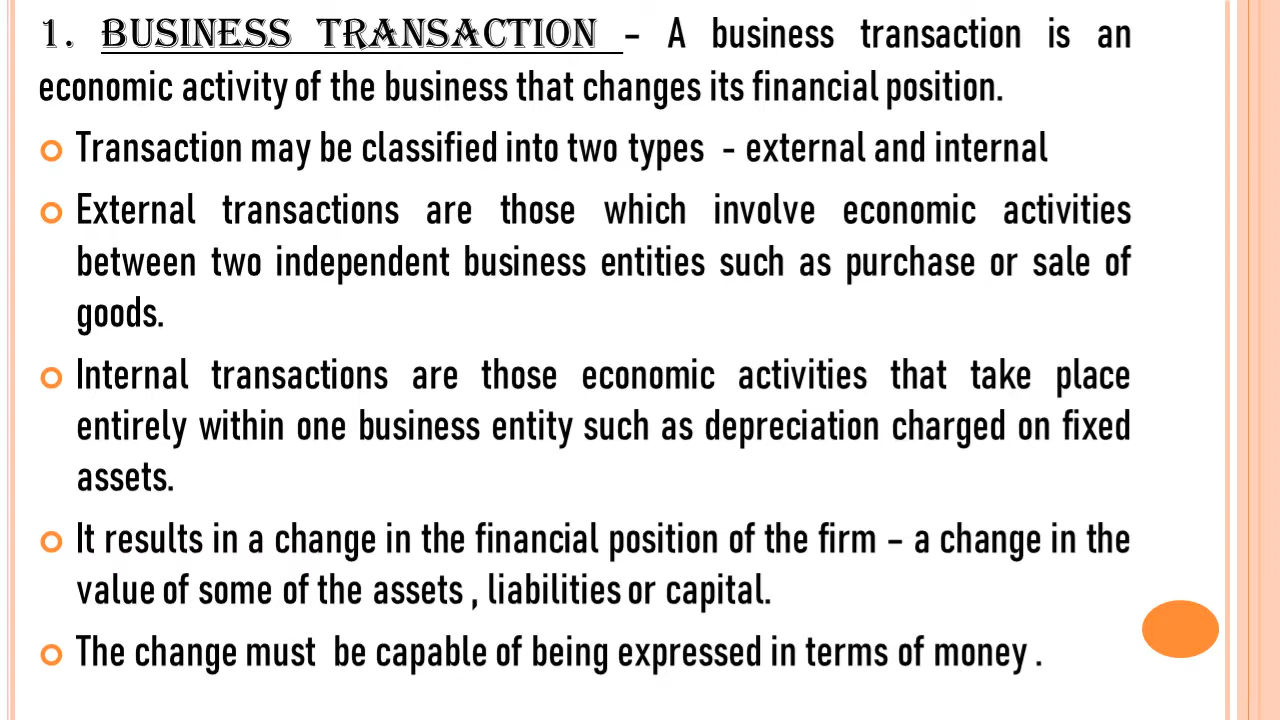 1. BUSINESS TRANSACTION – A business transaction is an
economic activity of the business that changes its financial position.
Transaction may be classified into two types - external and internal
External transactions are those which involve economic activities
between two independent business entities such as purchase or sale of
goods.
Internal transactions are those economic activities that take place
entirely within one business entity such as depreciation charged on fixed
assets.
It results in a change in the financial position of the firm – a change in the
value of some of the assets , liabilities or capital.
The change must be capable of being expressed in terms of money .